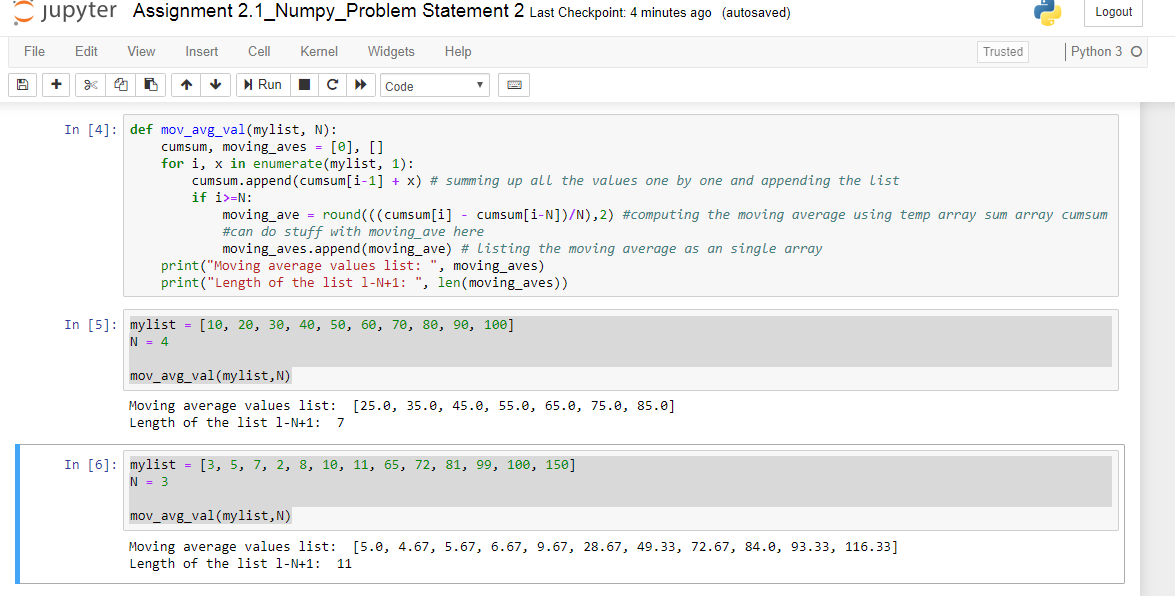 jupyter Assignment 2.1_Numpy_Problem Statement 2 Last Checkpoint: 4 minutes ago (autosaved) Logout
File Edit View Insert Cell Kernel Widgets Help Trusted Python 3
Run Code
In [4]: def mov_avg_val(mylist, N):
    cumsum, moving_aves = [0], []
    for i, x in enumerate(mylist, 1):
        cumsum.append(cumsum[i-1] + x) # summing up all the values one by one and appending the list
        if i>=N:
            moving_ave = round(((cumsum[i] - cumsum[i-N])/N),2) #computing the moving average using temp array sum array cumsum
            #can do stuff with moving_ave here
            moving_aves.append(moving_ave) # listing the moving average as an single array
    print("Moving average values list: ", moving_aves)
    print("Length of the list l-N+1: ", len(moving_aves))
In [5]: mylist = [10, 20, 30, 40, 50, 60, 70, 80, 90, 100]
N = 4
mov_avg_val(mylist,N)
Moving average values list:  [25.0, 35.0, 45.0, 55.0, 65.0, 75.0, 85.0]
Length of the list l-N+1:  7
In [6]: mylist = [3, 5, 7, 2, 8, 10, 11, 65, 72, 81, 99, 100, 150]
N = 3
mov_avg_val(mylist,N)
Moving average values list:  [5.0, 4.67, 5.67, 6.67, 9.67, 28.67, 49.33, 72.67, 84.0, 93.33, 116.33]
Length of the list l-N+1:  11